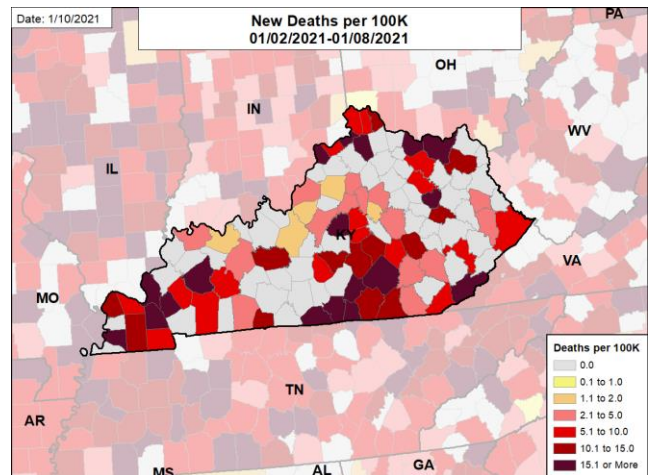 Date: 1/10/2021
New Deaths per 100K
01/02/2021-01/08/2021
PA
OH
IN
WV
IL
KY
VA
MO
TN
AR
MS
AL
GA
Deaths per 100K
0.0
0.1 to 1.0
1.1 to 2.0
2.1 to 5.0
5.1 to 10.0
10.1 to 15.0
15.1 or More